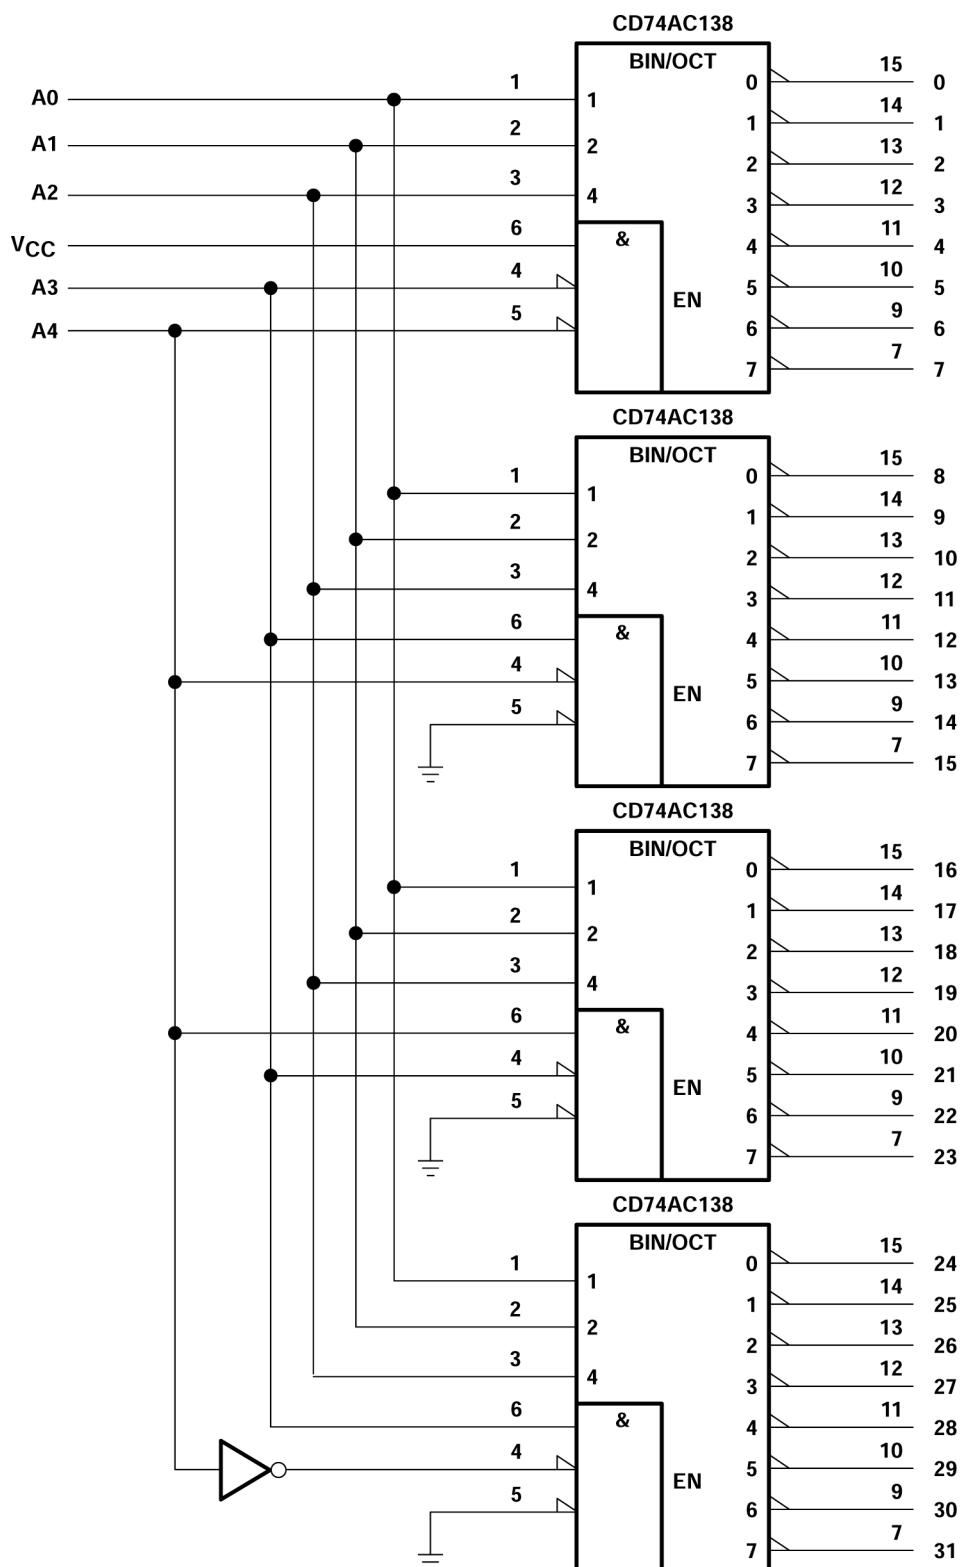 CD74AC138
BIN/OCT
A0 1 1 0 15 0
A1 2 2 1 14 1
A2 3 4 2 13 2
3 12 3
VCC 6 & 4 11 4
A3 4 EN 5 10 5
A4 5 6 9 6
7 7 7
CD74AC138
BIN/OCT
1 1 0 15 8
2 2 1 14 9
3 4 2 13 10
3 12 11
6 & 4 11 12
4 EN 5 10 13
5 6 9 14
7 7 15
CD74AC138
BIN/OCT
1 1 0 15 16
2 2 1 14 17
3 4 2 13 18
3 12 19
6 & 4 11 20
4 EN 5 10 21
5 6 9 22
7 7 23
CD74AC138
BIN/OCT
1 1 0 15 24
2 2 1 14 25
3 4 2 13 26
3 12 27
6 & 4 11 28
4 EN 5 10 29
5 6 9 30
7 7 31